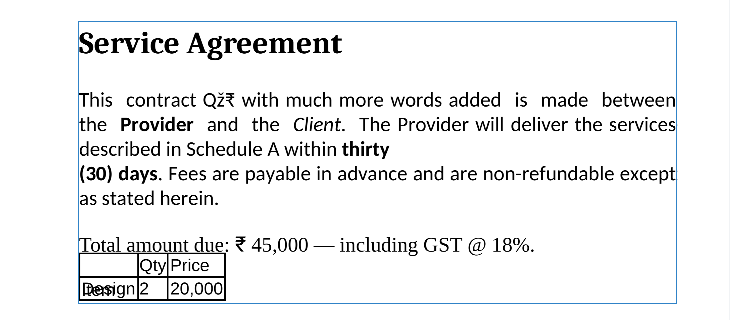 Service Agreement
This contract Qž₹ with much more words added is made between
the Provider and the Client. The Provider will deliver the services
described in Schedule A within thirty
(30) days. Fees are payable in advance and are non-refundable except
as stated herein.
Total amount due: ₹ 45,000 — including GST @ 18%.
Qty Price
Design 2 20,000